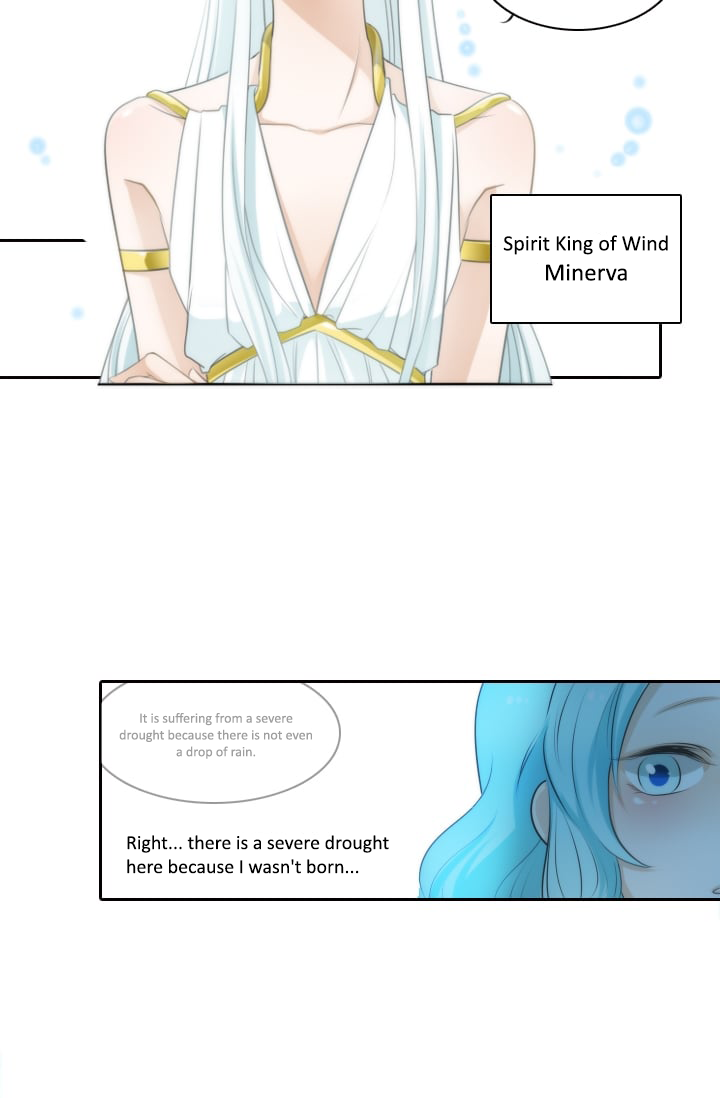 Spirit King of Wind
Minerva
It is suffering from a severe
drought because there is not even
a drop of rain.
Right... there is a severe drought
here because I wasn't born...